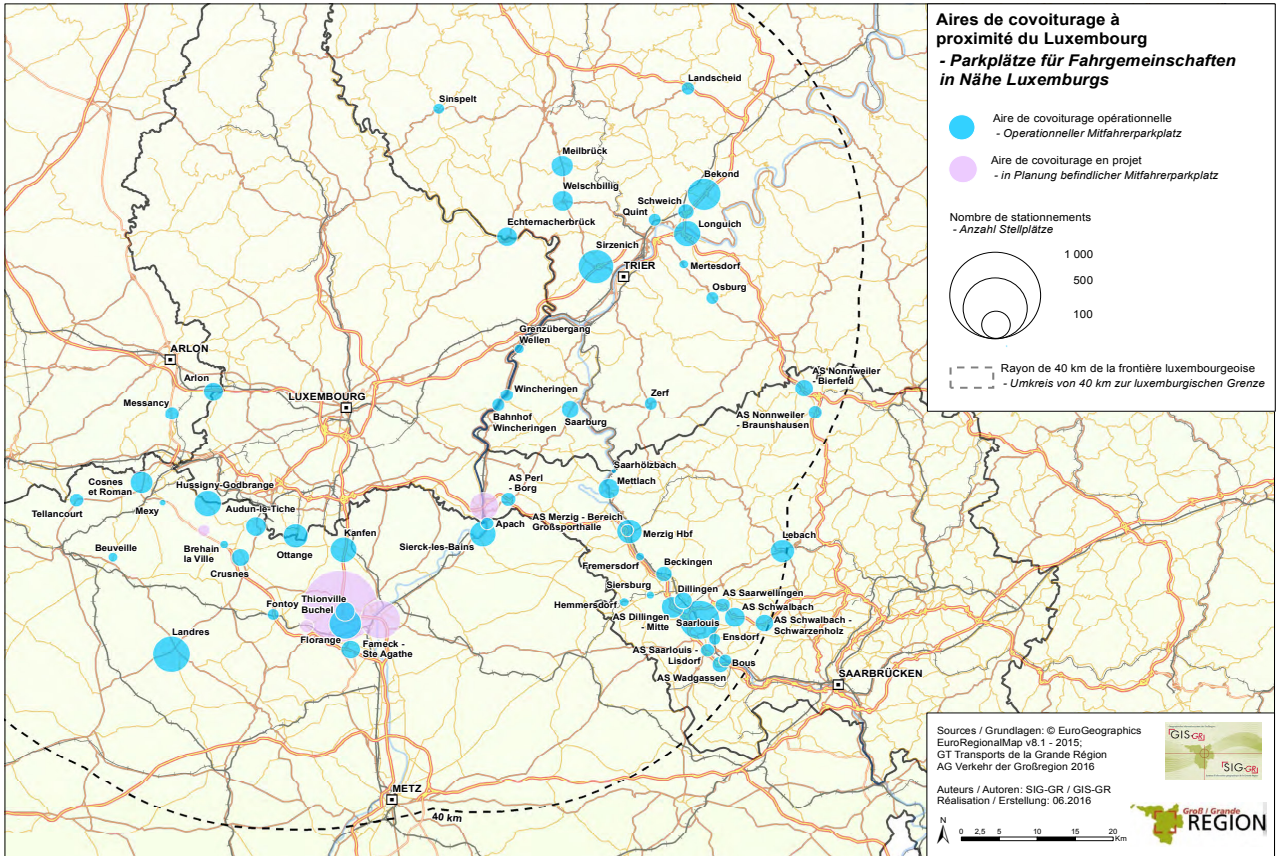 Aires de covoiturage à
proximité du Luxembourg
- Parkplätze für Fahrgemeinschaften
in Nähe Luxemburgs
Aire de covoiturage opérationnelle
- Operationneller Mitfahrerparkplatz
Aire de covoiturage en projet
- in Planung befindlicher Mitfahrerparkplatz
Nombre de stationnements
- Anzahl Stellplätze
1 000
500
100
Rayon de 40 km de la frontière luxembourgeoise
- Umkreis von 40 km zur luxemburgischen Grenze
Landscheid
Sinspelt
Meilbrück
Bekond
Welschbillig
Schweich
Quint
Echternacherbrück
Longuich
Sirzenich
TRIER
Mertesdorf
Osburg
Grenzübergang
Wellen
ARLON
Arlon
AS Nonnweiler
- Bierfeld
Wincheringen
LUXEMBOURG
Messancy
Zerf
Bahnhof
Wincheringen
Saarburg
AS Nonnweiler
- Braunshausen
Saarhölzbach
Cosnes
et Roman
Hussigny-Godbrange
AS Perl
- Borg
Mettlach
Tellancourt
Mexy
Audun-le-Tiche
AS Merzig - Bereich
Großsporthalle
Apach
Kanfen
Merzig Hbf
Sierck-les-Bains
Lebach
Beuveille
Brehain
la Ville
Ottange
Fremersdorf
Beckingen
Crusnes
Siersburg
Dillingen
Thionville
Buchel
Hemmersdorf
AS Saarwellingen
Fontoy
AS Schwalbach
AS Dillingen
- Mitte
Saarlouis
AS Schwalbach -
Schwarzenholz
Landres
Florange
Ensdorf
Fameck -
Ste Agathe
AS Saarlouis -
Lisdorf
Bous
AS Wadgassen
SAARBRÜCKEN
METZ
40 km
Sources / Grundlagen: © EuroGeographics
EuroRegionalMap v8.1 - 2015;
GT Transports de la Grande Région
AG Verkehr der Großregion 2016
Auteurs / Autoren: SIG-GR / GIS-GR
Réalisation / Erstellung: 06.2016
N
0 2,5 5 10 15 20
Km
GIS-GR
SIG-GR
Groß / Grande
REGION